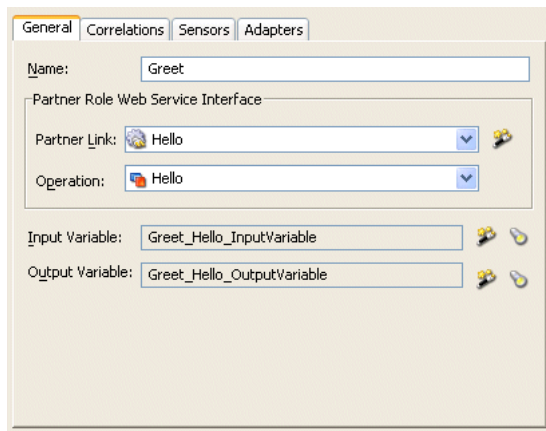 General Correlations Sensors Adapters
Name: Greet
Partner Role Web Service Interface
Partner Link: Hello
Operation: Hello
Input Variable: Greet_Hello_InputVariable
Output Variable: Greet_Hello_OutputVariable